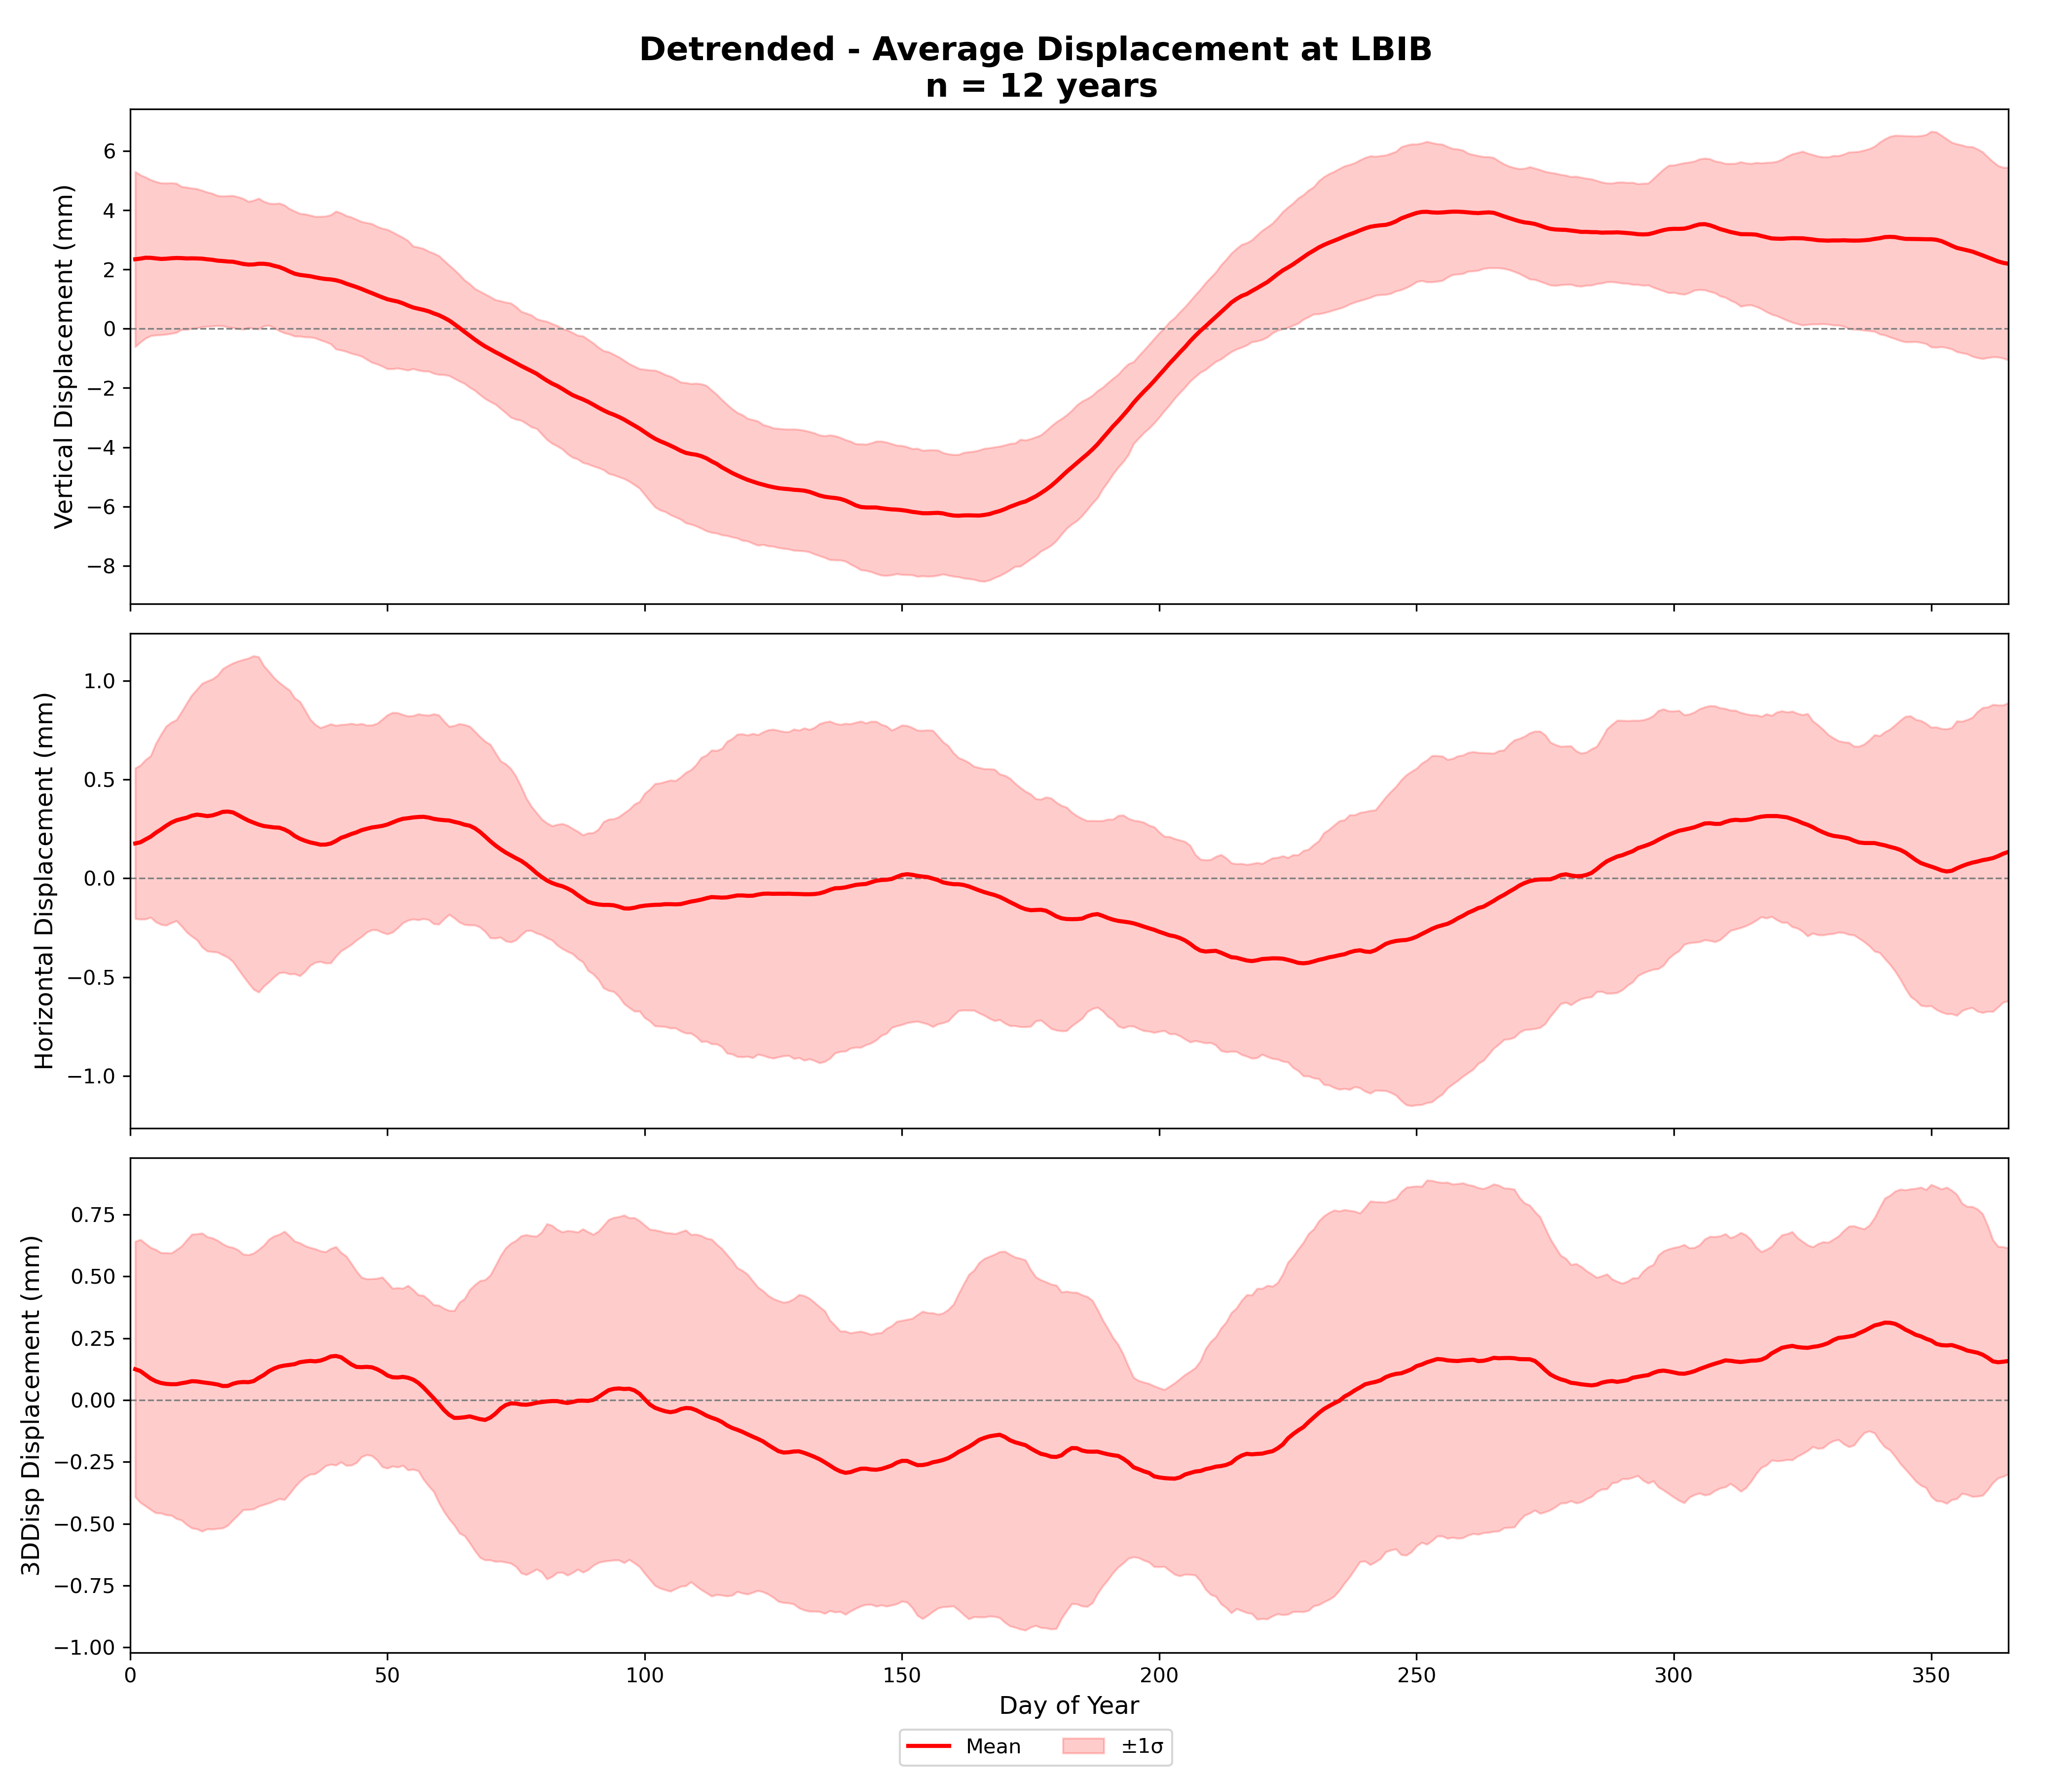 Detrended - Average Displacement at LBIB
n = 12 years
Vertical Displacement (mm)
6
4
2
0
−2
−4
−6
−8
Horizontal Displacement (mm)
1.0
0.5
0.0
−0.5
−1.0
3DDisp Displacement (mm)
0.75
0.50
0.25
0.00
−0.25
−0.50
−0.75
−1.00
0 50 100 150 200 250 300 350
Day of Year
Mean ±1σ